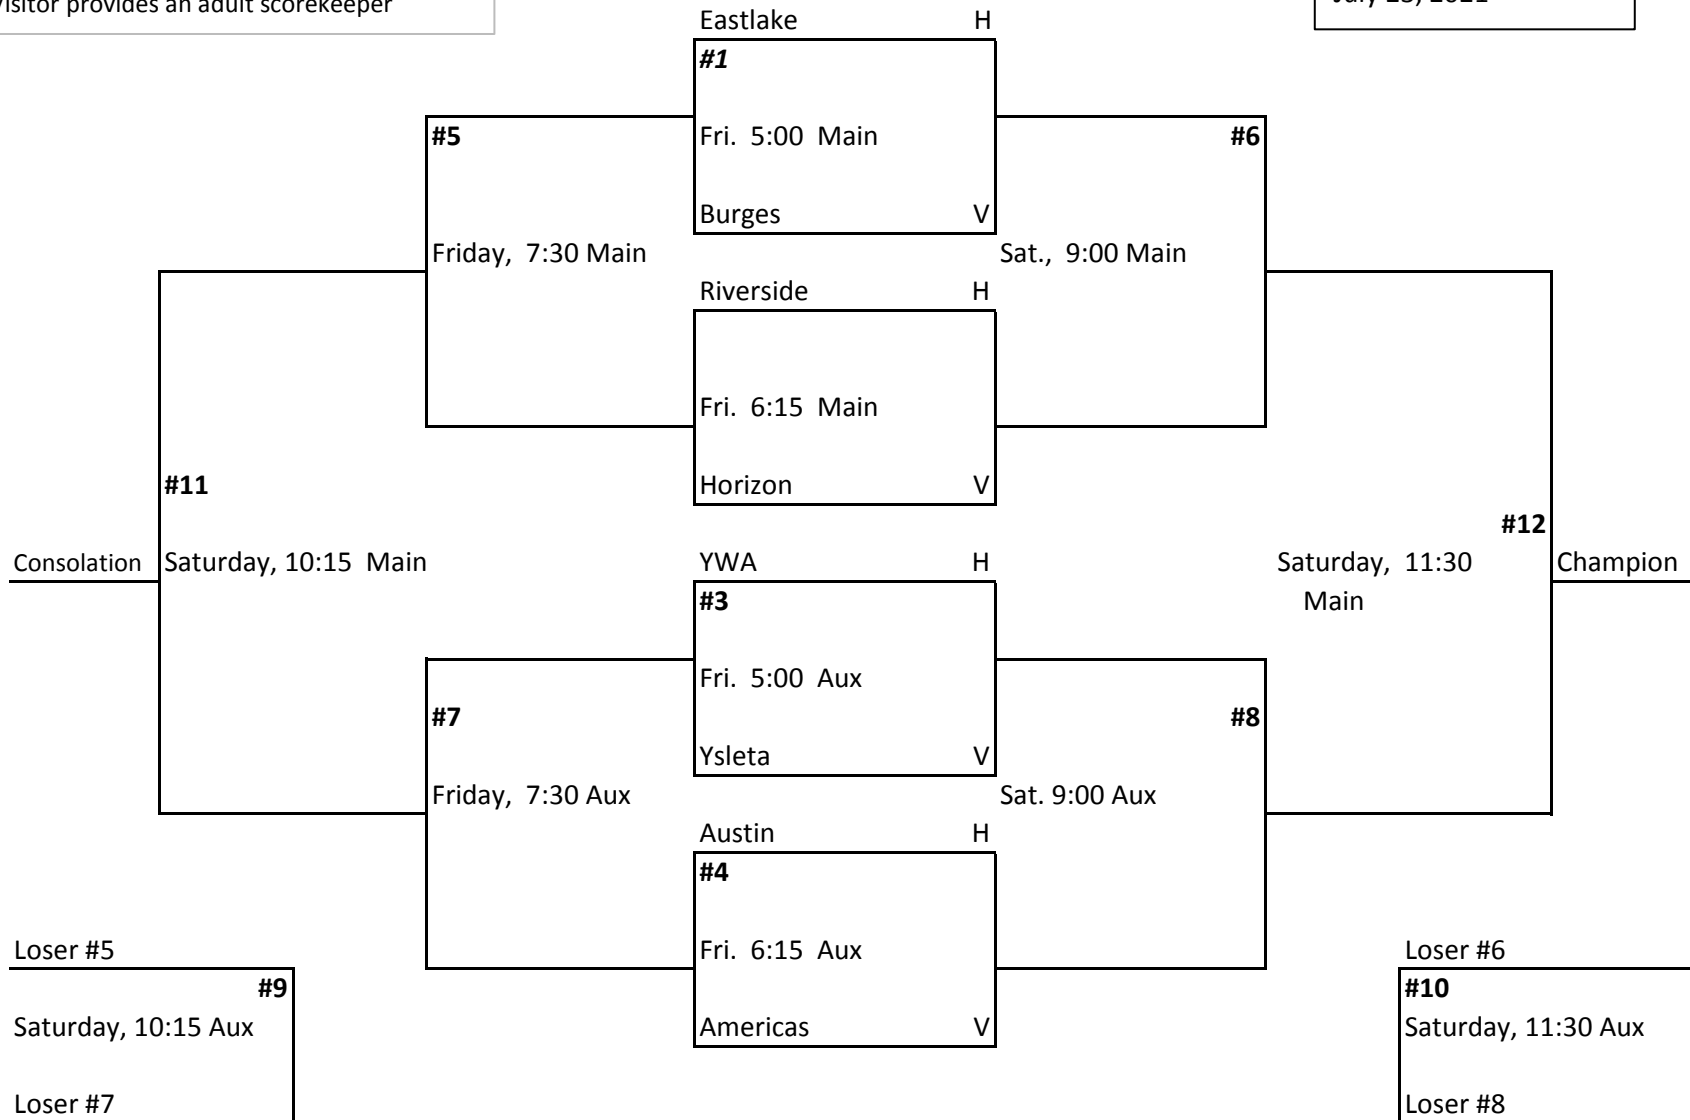 Visitor provides an adult scorekeeper
2021
Eastlake H
#1
#5 Fri. 5:00 Main #6
Burges V
Friday, 7:30 Main Sat., 9:00 Main
Riverside H
Fri. 6:15 Main
#11 Horizon V
#12
Consolation Saturday, 10:15 Main YWA H Saturday, 11:30 Champion
#3 Main
Fri. 5:00 Aux
#7 #8
Ysleta V
Friday, 7:30 Aux Sat. 9:00 Aux
Austin H
#4
Loser #5 Fri. 6:15 Aux Loser #6
#9 #10
Saturday, 10:15 Aux Americas V Saturday, 11:30 Aux
Loser #7 Loser #8